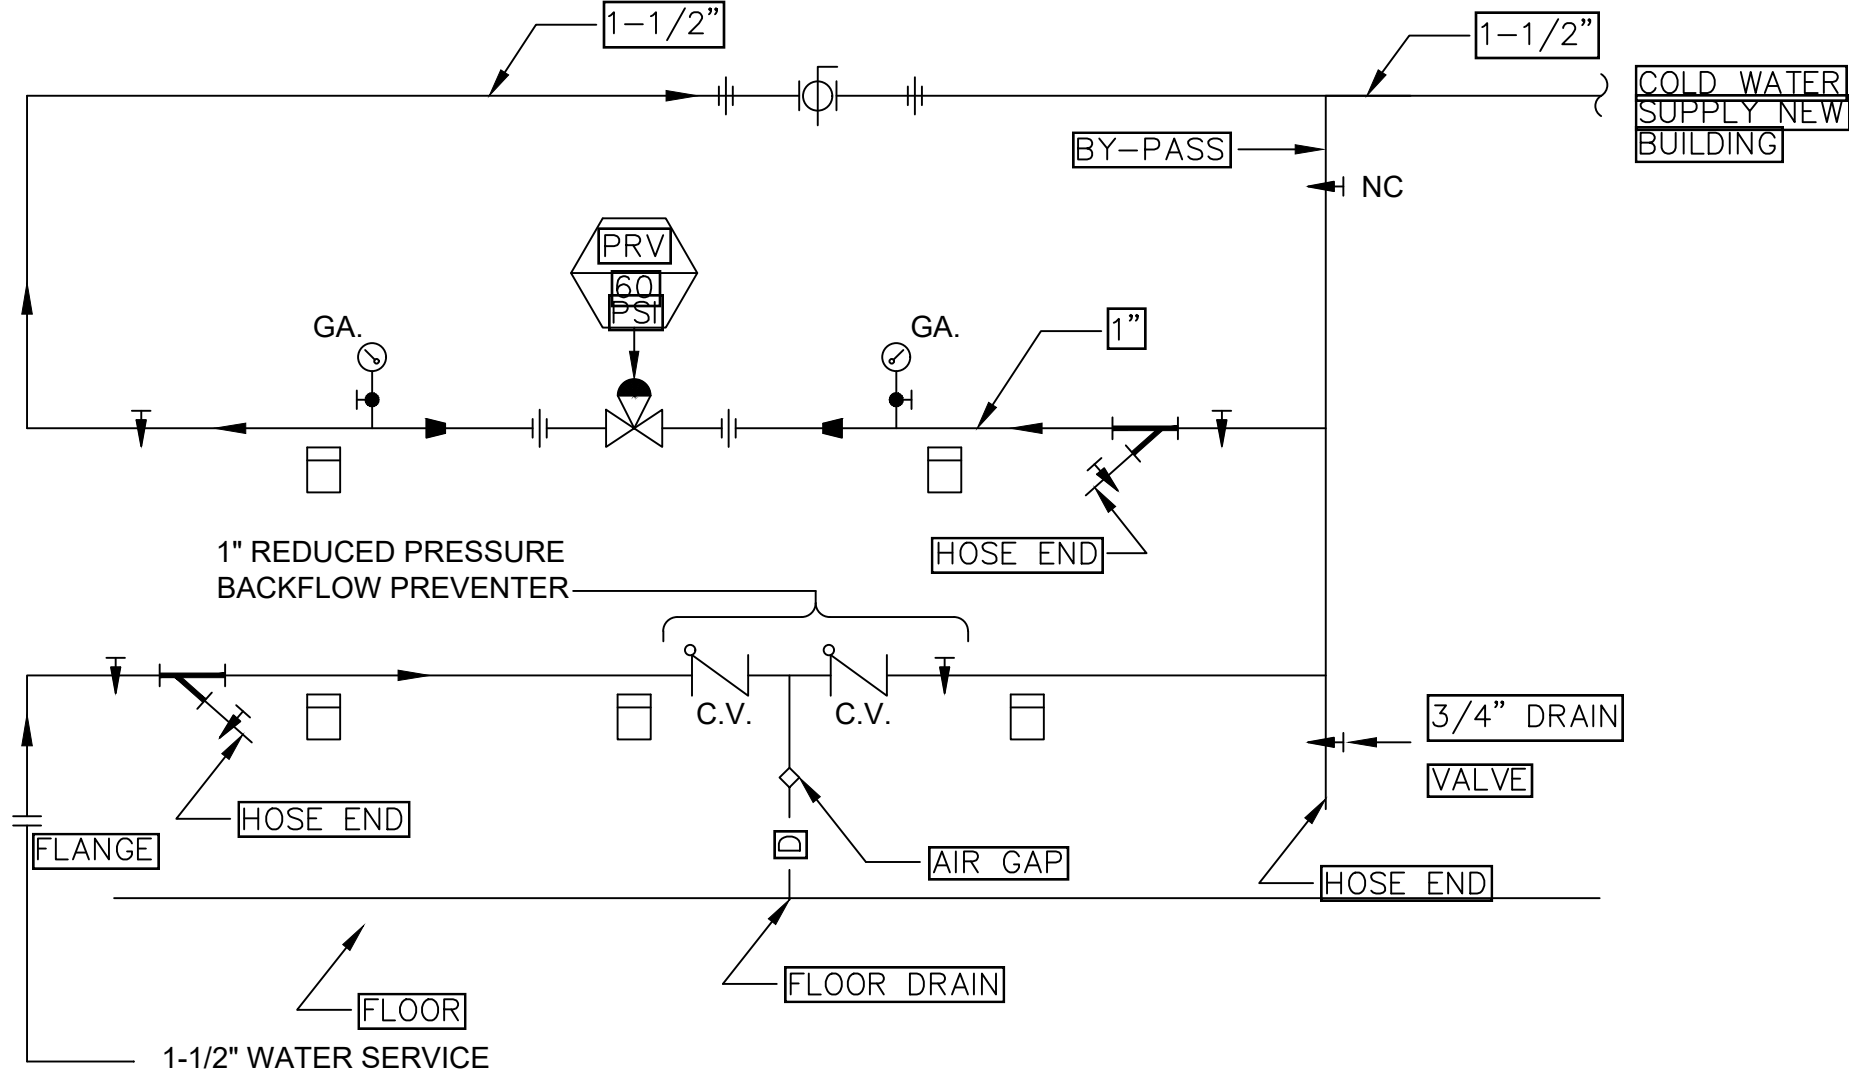 1-1/2”
1-1/2”
COLD WATER
SUPPLY NEW
BUILDING
BY-PASS
NC
PRV
60
PSI
GA.
GA.
1”
HOSE END
1" REDUCED PRESSURE
BACKFLOW PREVENTER
C.V.
C.V.
3/4” DRAIN
VALVE
HOSE END
FLANGE
D
AIR GAP
HOSE END
FLOOR DRAIN
FLOOR
1-1/2" WATER SERVICE